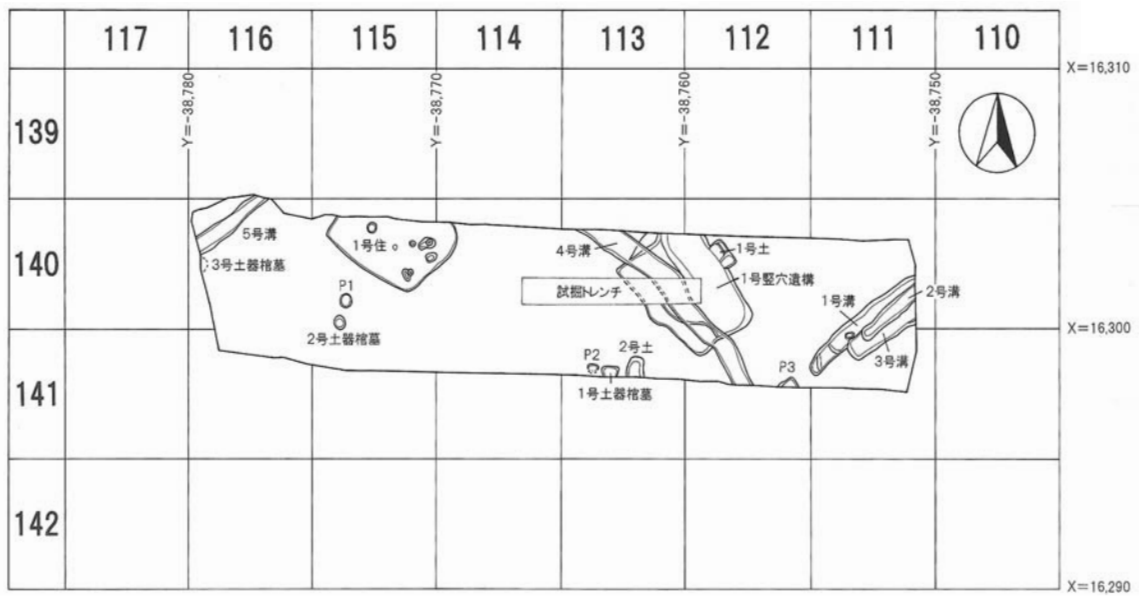 117 116 115 114 113 112 111 110
X=16,310
Y=-38,780
Y=-38,770
Y=-38,760
Y=-38,750
139
140
5号溝
3号土器棺墓
1号住
P1
2号土器棺墓
4号溝
1号土
1号竪穴遺構
試掘トレンチ
1号溝
2号溝
3号溝
X=16,300
141
P2
2号土
1号土器棺墓
P3
142
X=16,290